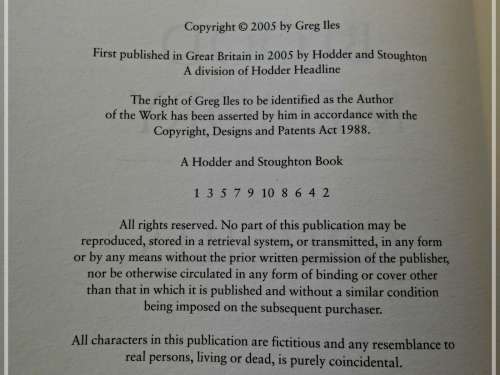 Copyright © 2005 by Greg Iles
First published in Great Britain in 2005 by Hodder and Stoughton
A division of Hodder Headline
The right of Greg Iles to be identified as the Author
of the Work has been asserted by him in accordance with the
Copyright, Designs and Patents Act 1988.
A Hodder and Stoughton Book
1 3 5 7 9 10 8 6 4 2
All rights reserved. No part of this publication may be
reproduced, stored in a retrieval system, or transmitted, in any form
or by any means without the prior written permission of the publisher,
nor be otherwise circulated in any form of binding or cover other
than that in which it is published and without a similar condition
being imposed on the subsequent purchaser.
All characters in this publication are fictitious and any resemblance to
real persons, living or dead, is purely coincidental.